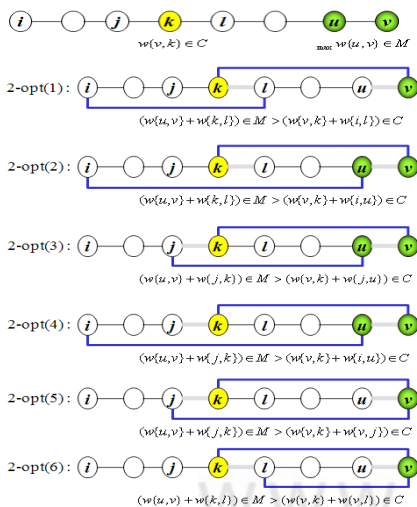 i j k l u v
w{v,k} ∈ C max w(u,v) ∈ M
2-opt(1): i j k l u v
(w{u,v} + w{k,l}) ∈ M > (w{v,k} + w{i,l}) ∈ C
2-opt(2): i j k l u v
(w{u,v} + w{k,l}) ∈ M > (w{v,k} + w{i,u}) ∈ C
2-opt(3): i j k l u v
(w{u,v) + w(j,k}) ∈ M > (w{v,k} + w(j,u}) ∈ C
2-opt(4): i j k l u v
(w{u,v} + w{j,k}) ∈ M > (w{v,k} + w{i,u}) ∈ C
2-opt(5): i j k l u v
(w{u,v} + w{j,k}) ∈ M > (w{v,k} + w{v,j}) ∈ C
2-opt(6): i j k l u v
(w{u,v) + w{k,l}) ∈ M > (w{v,k} + w{v,l}) ∈ C